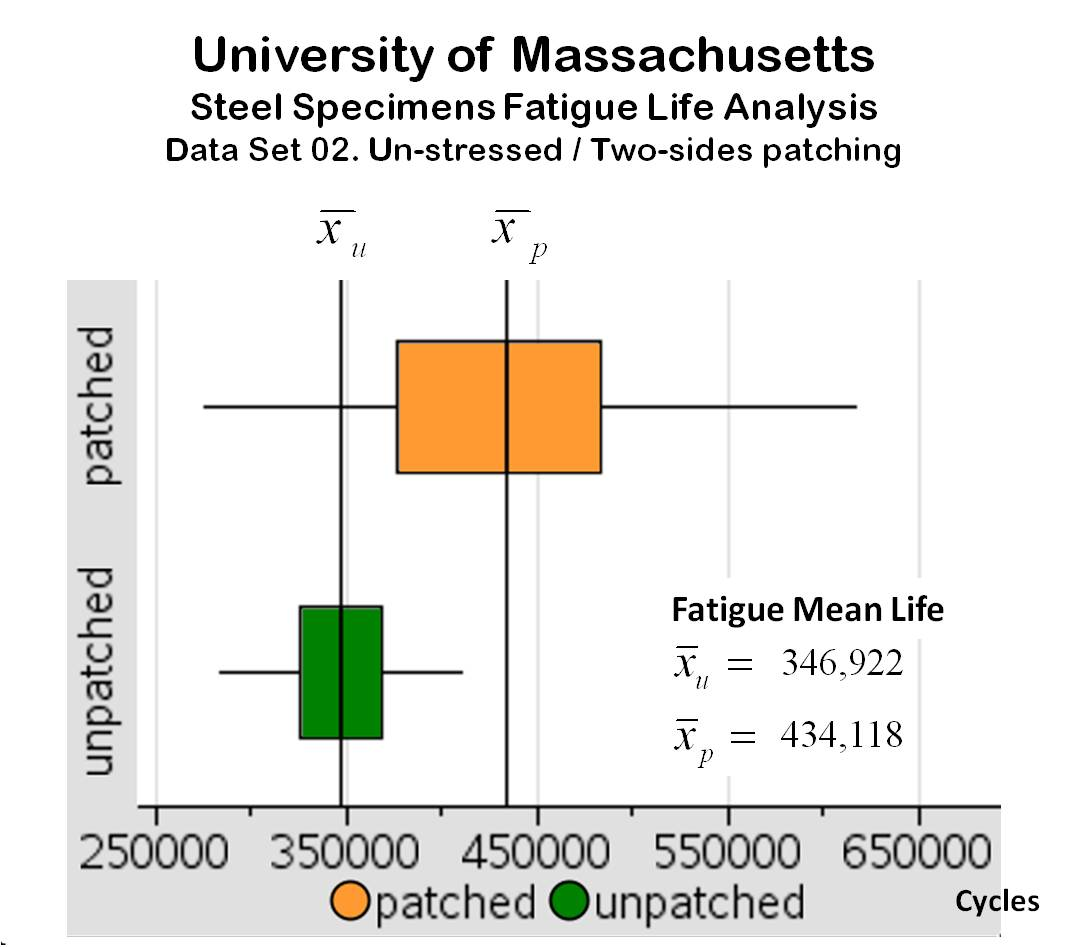 University of Massachusetts
Steel Specimens Fatigue Life Analysis
Data Set 02. Un-stressed / Two-sides patching
x̅ u x̅ p
patched
unpatched
Fatigue Mean Life
x̅u = 346,922
x̅p = 434,118
250000 350000 450000 550000 650000
patched unpatched Cycles